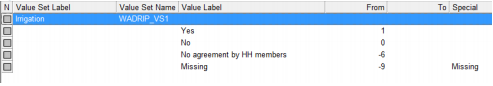 N Value Set Label Value Set Name Value Label From To Special
Irrigation WADRIP_VS1
Yes 1
No 0
No agreement by HH members -6
Missing -9 Missing